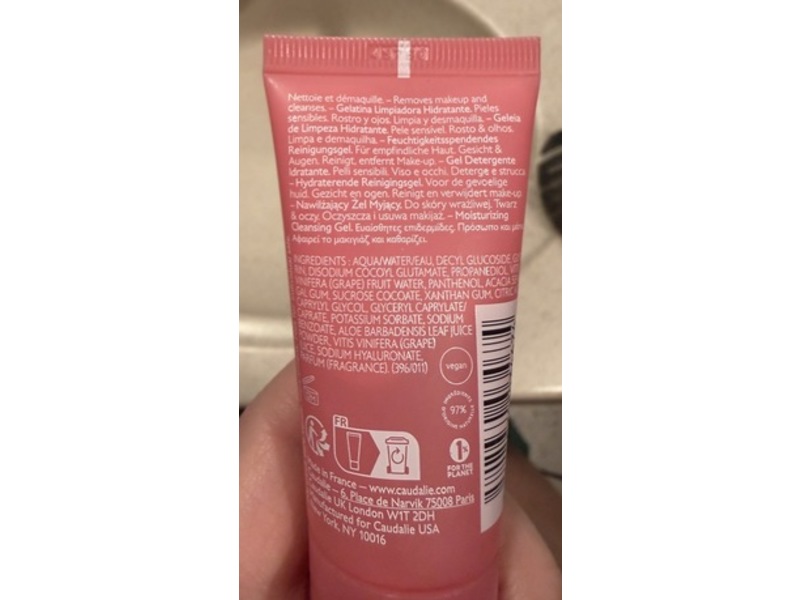 Nettoie et démaquille. – Removes makeup and
cleanses. – Gelatina Limpiadora Hidratante. Pieles
sensibles. Rostro y ojos. Limpia y desmaquilla. – Geleia
de Limpeza Hidratante. Pele sensível. Rosto & olhos.
Limpa e demaquilha. – Feuchtigkeitsspendendes
Reinigungsgel. Für empfindliche Haut. Gesicht &
Augen. Reinigt, entfernt Make-up. – Gel Detergente
Idratante. Pelli sensibili. Viso e occhi. Deterge e strucca
– Hydraterende Reinigingsgel. Voor de gevoelige
huid. Gezicht en ogen. Reinigt en verwijdert make-up
– Nawilżający Żel Myjący. Do skóry wrażliwej. Twarz
& oczy. Oczyszcza i usuwa makijaż. – Moisturizing
Cleansing Gel. Ευαίσθητες επιδερμίδες. Πρόσωπο και
Αφαιρεί το μακιγιάζ και καθαρίζει.
INGREDIENTS : AQUA/WATER/EAU, DECYL GLUCOSIDE,
DISODIUM COCOYL GLUTAMATE, PROPANEDIOL,
VINIFERA (GRAPE) FRUIT WATER, PANTHENOL, ACACIA
GAL GUM, SUCROSE COCOATE, XANTHAN GUM, CITRIC
CAPRYLYL GLYCOL, GLYCERYL CAPRYLATE/
CAPRATE, POTASSIUM SORBATE, SODIUM
BENZOATE, ALOE BARBADENSIS LEAF JUICE
POWDER, VITIS VINIFERA (GRAPE)
JUICE, SODIUM HYALURONATE,
PARFUM (FRAGRANCE). (396/011)
vegan
97%
FR
1%
FOR THE
PLANET
Made in France – www.caudalie.com
Caudalie – 6, Place de Narvik 75008 Paris
Caudalie UK London W1T 2DH
Manufactured for Caudalie USA
New York, NY 10016